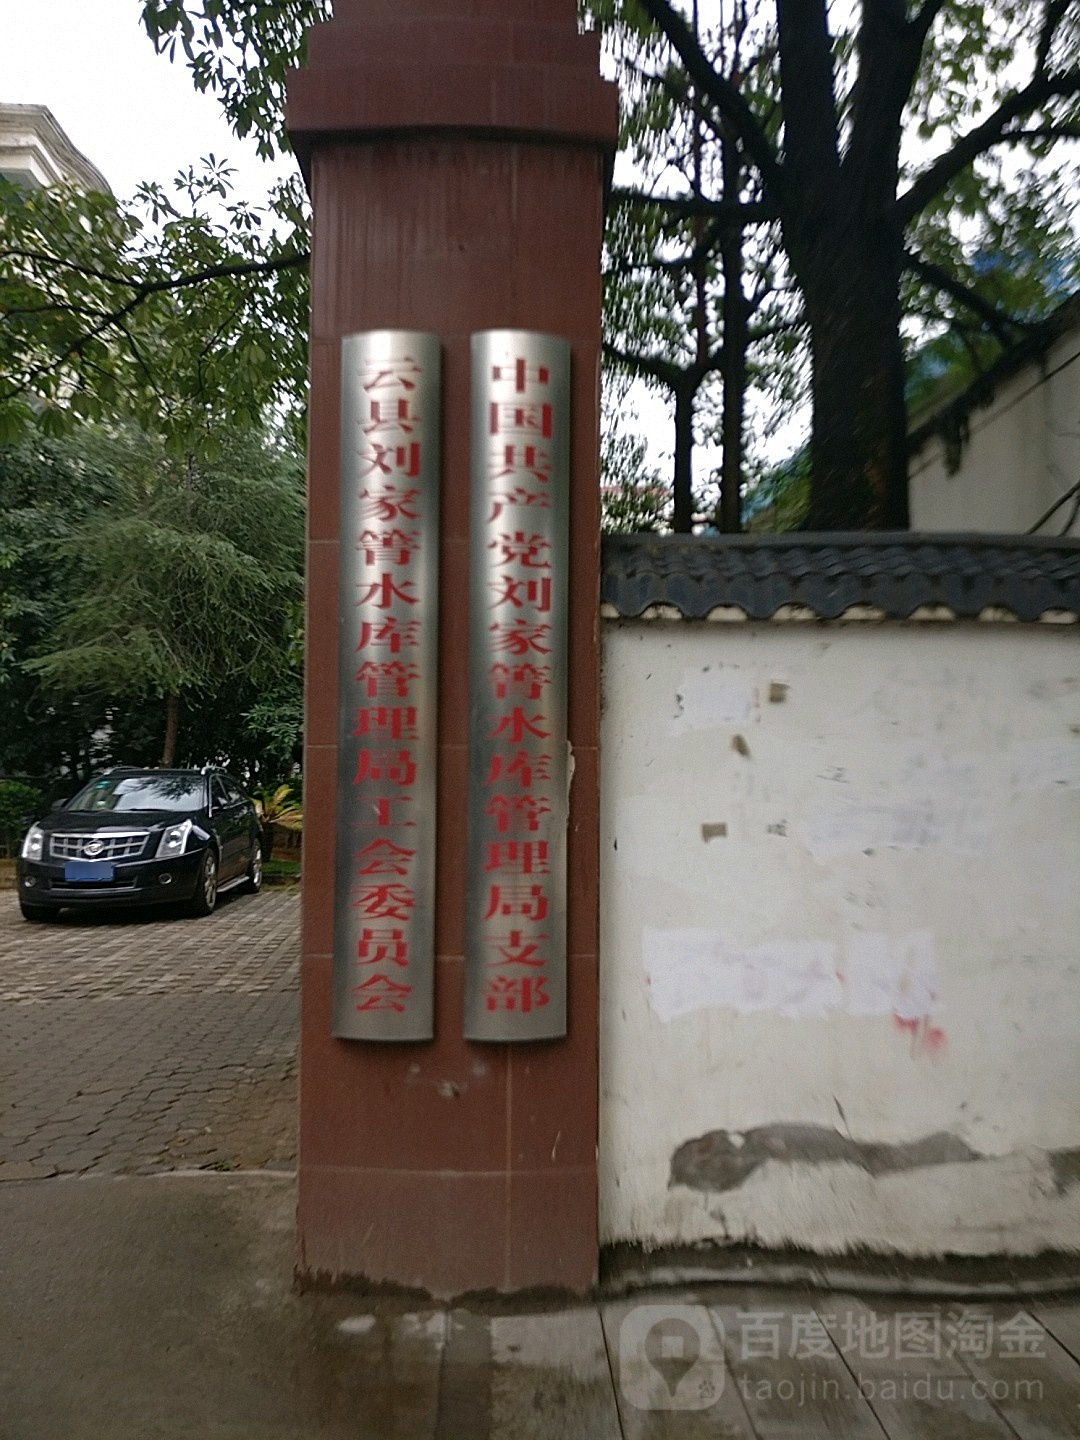 中国共产党刘家箐水库管理局支部
云县刘家箐水库管理局工会委员会
百度地图淘金
taojin.baidu.com